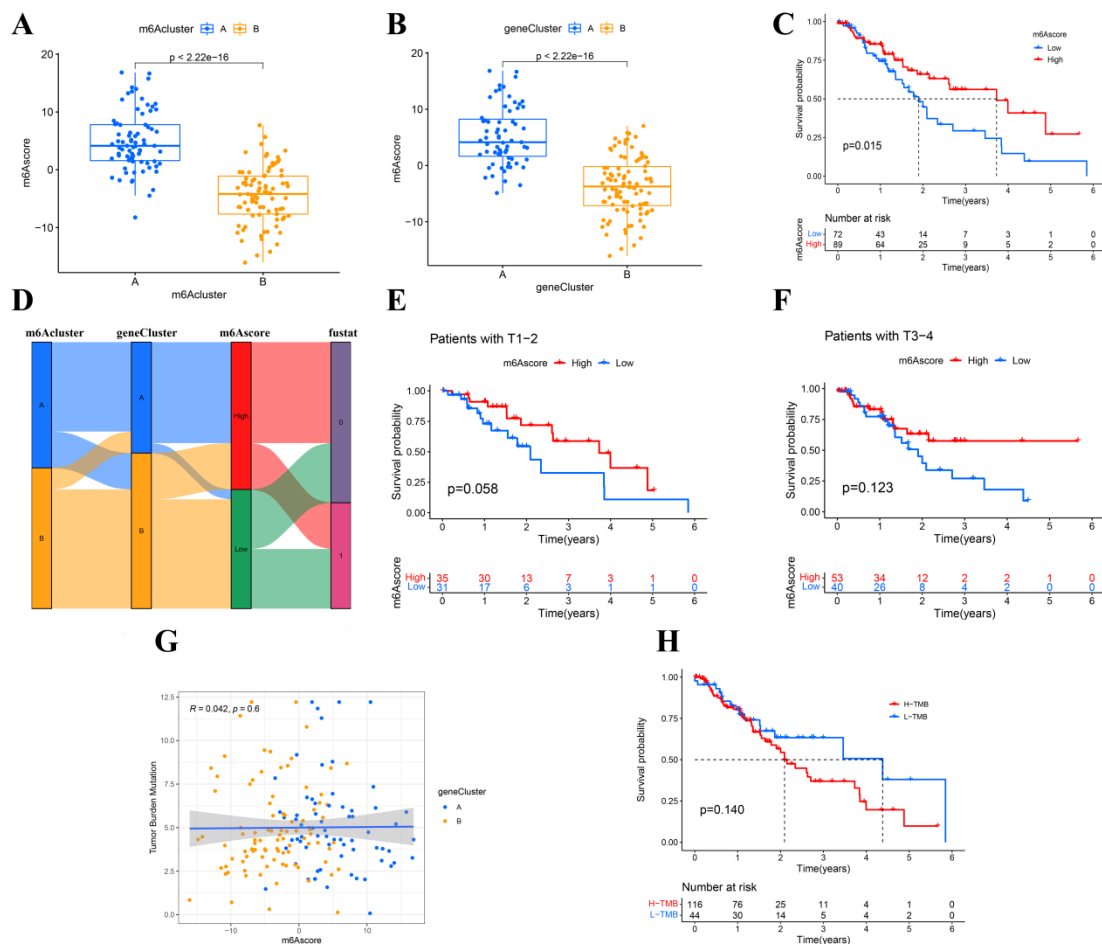 A
m6Acluster A B
p < 2.22e−16
m6Ascore
20
10
0
−10
A B
m6Acluster
B
geneCluster A B
p < 2.22e−16
m6Ascore
20
10
0
−10
A B
geneCluster
C
m6Ascore
Low
High
Survival probability
1.00
0.75
0.50
0.25
0.00
p=0.015
0 1 2 3 4 5 6
Time(years)
Number at risk
m6Ascore
Low 72 43 14 7 3 1 0
High 89 64 25 9 5 2 0
0 1 2 3 4 5 6
Time(years)
D
m6Acluster geneCluster m6Ascore fustat
A A High 0
B B Low 1
E
Patients with T1−2
m6Ascore High Low
Survival probability
1.00
0.75
0.50
0.25
0.00
p=0.058
0 1 2 3 4 5 6
Time(years)
m6Ascore
High 35 30 13 7 3 1 0
Low 31 17 6 3 1 1 0
0 1 2 3 4 5 6
Time(years)
F
Patients with T3−4
m6Ascore High Low
Survival probability
1.00
0.75
0.50
0.25
0.00
p=0.123
0 1 2 3 4 5 6
Time(years)
m6Ascore
High 53 34 12 2 2 1 0
Low 40 26 8 4 2 0 0
0 1 2 3 4 5 6
Time(years)
G
R = 0.042, p = 0.6
Tumor Burden Mutation
12.5
10.0
7.5
5.0
2.5
0.0
−10 0 10
m6Ascore
geneCluster
A
B
H
H−TMB
L−TMB
Survival probability
1.00
0.75
0.50
0.25
0.00
p=0.140
0 1 2 3 4 5 6
Time(years)
Number at risk
H−TMB 116 76 25 11 4 1 0
L−TMB 44 30 14 5 4 2 0
0 1 2 3 4 5 6
Time(years)